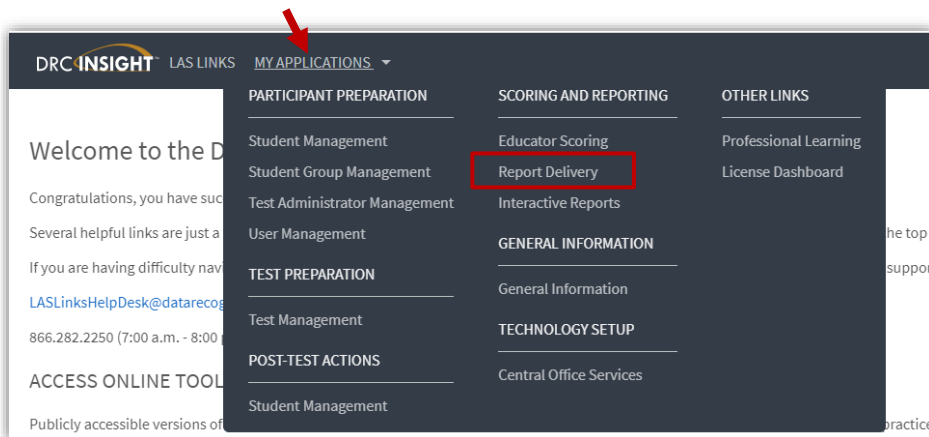 DRC INSIGHT LAS LINKS MY APPLICATIONS
PARTICIPANT PREPARATION
Student Management
Student Group Management
Test Administrator Management
User Management
TEST PREPARATION
Test Management
POST-TEST ACTIONS
Student Management
SCORING AND REPORTING
Educator Scoring
Report Delivery
Interactive Reports
GENERAL INFORMATION
General Information
TECHNOLOGY SETUP
Central Office Services
OTHER LINKS
Professional Learning
License Dashboard
Welcome to the D
Congratulations, you have suc
Several helpful links are just a he top
If you are having difficulty navi suppo
LASLinksHelpDesk@datarecog
866.282.2250 (7:00 a.m. - 8:00
ACCESS ONLINE TOOL
Publicly accessible versions of practice